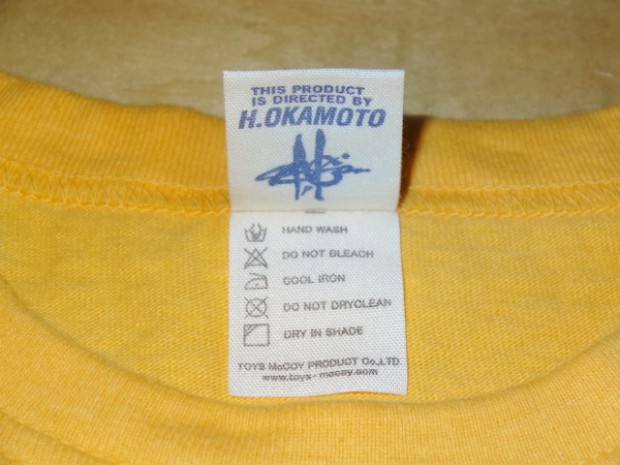 THIS PRODUCT
IS DIRECTED BY
H.OKAMOTO
HAND WASH
DO NOT BLEACH
COOL IRON
DO NOT DRYCLEAN
DRY IN SHADE
TOYS McCOY PRODUCT Co.,LTD
www.toys-mccoy.com